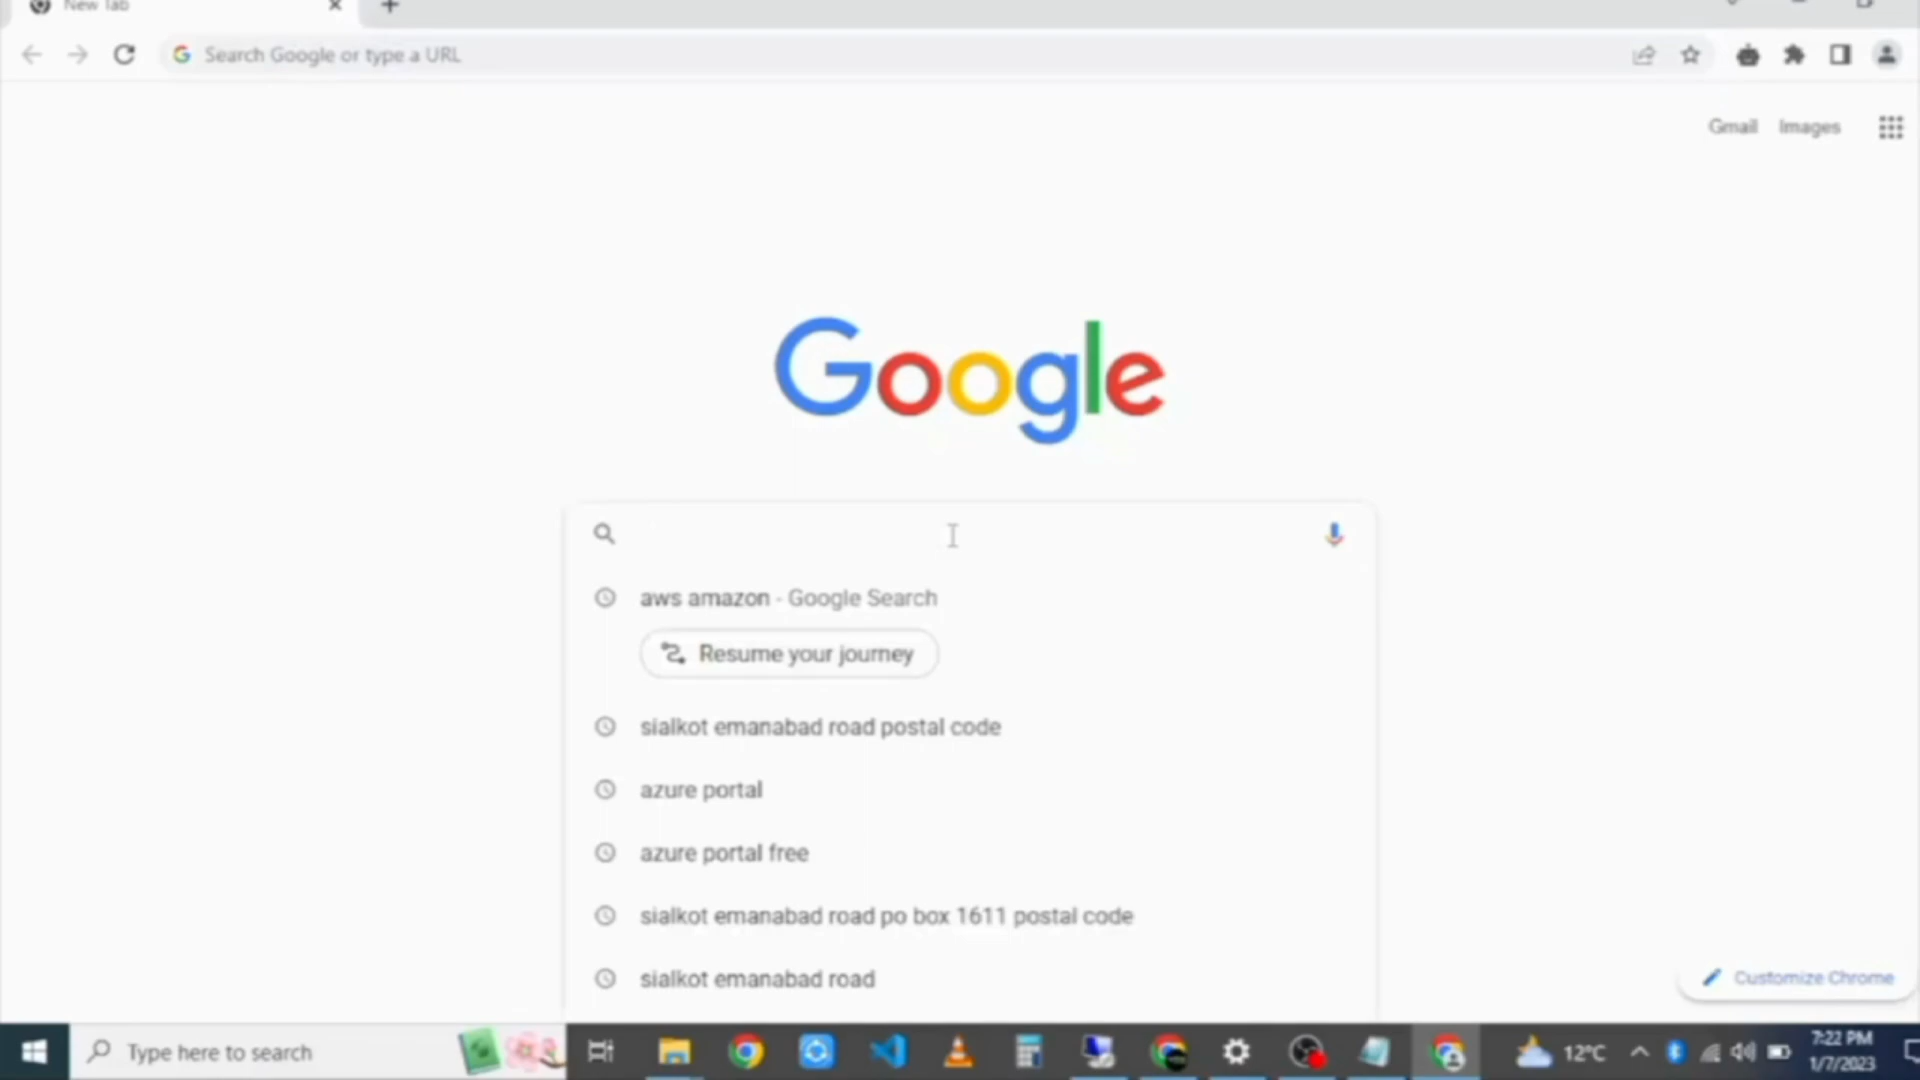 New Tab
Search Google or type a URL
Gmail Images
Google
aws amazon - Google Search
Resume your journey
sialkot emanabad road postal code
azure portal
azure portal free
sialkot emanabad road po box 1611 postal code
sialkot emanabad road
Customize Chrome
Type here to search
12°C
7:22 PM
1/7/2023